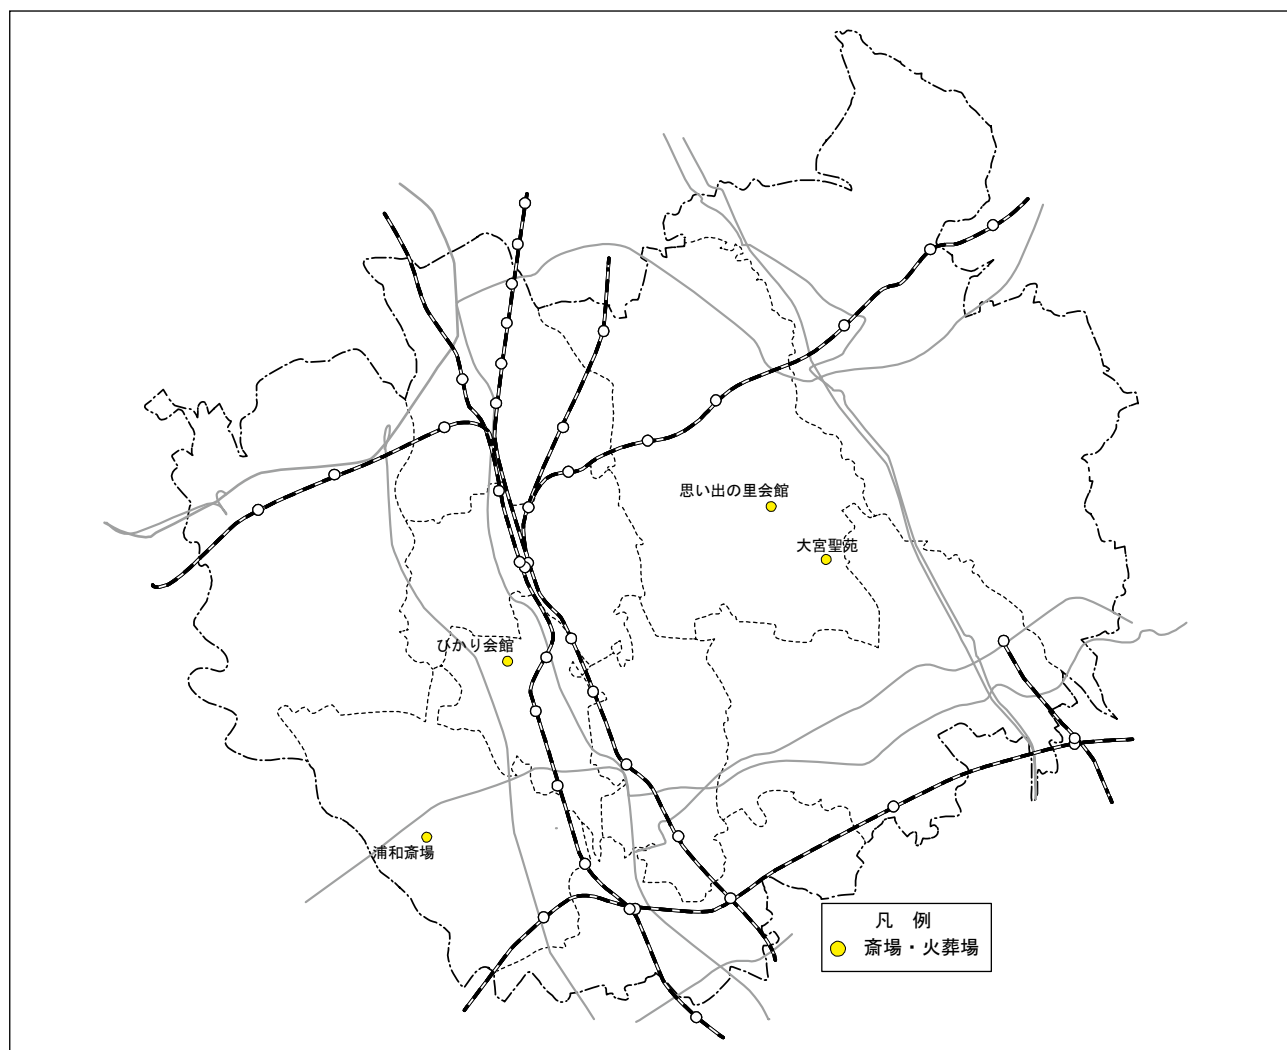 思い出の里会館
大宮聖苑
ひかり会館
浦和斎場
凡 例
斎場・火葬場